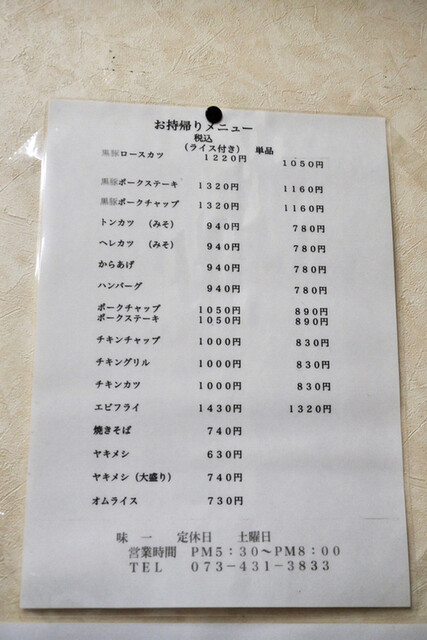 お持帰りメニュー
税込
(ライス付き) 単品
黒豚ロースカツ 1220円 1050円
黒豚ポークステーキ 1320円 1160円
黒豚ポークチャップ 1320円 1160円
トンカツ (みそ) 940円 780円
ヘレカツ (みそ) 940円 780円
からあげ 940円 780円
ハンバーグ 940円 780円
ポークチャップ 1050円 890円
ポークステーキ 1050円 890円
チキンチャップ 1000円 830円
チキングリル 1000円 830円
チキンカツ 1000円 830円
エビフライ 1430円 1320円
焼きそば 740円
ヤキメシ 630円
ヤキメシ (大盛り) 740円
オムライス 730円
味一 定休日 土曜日
営業時間 PM5:30〜PM8:00
TEL 073-431-3833